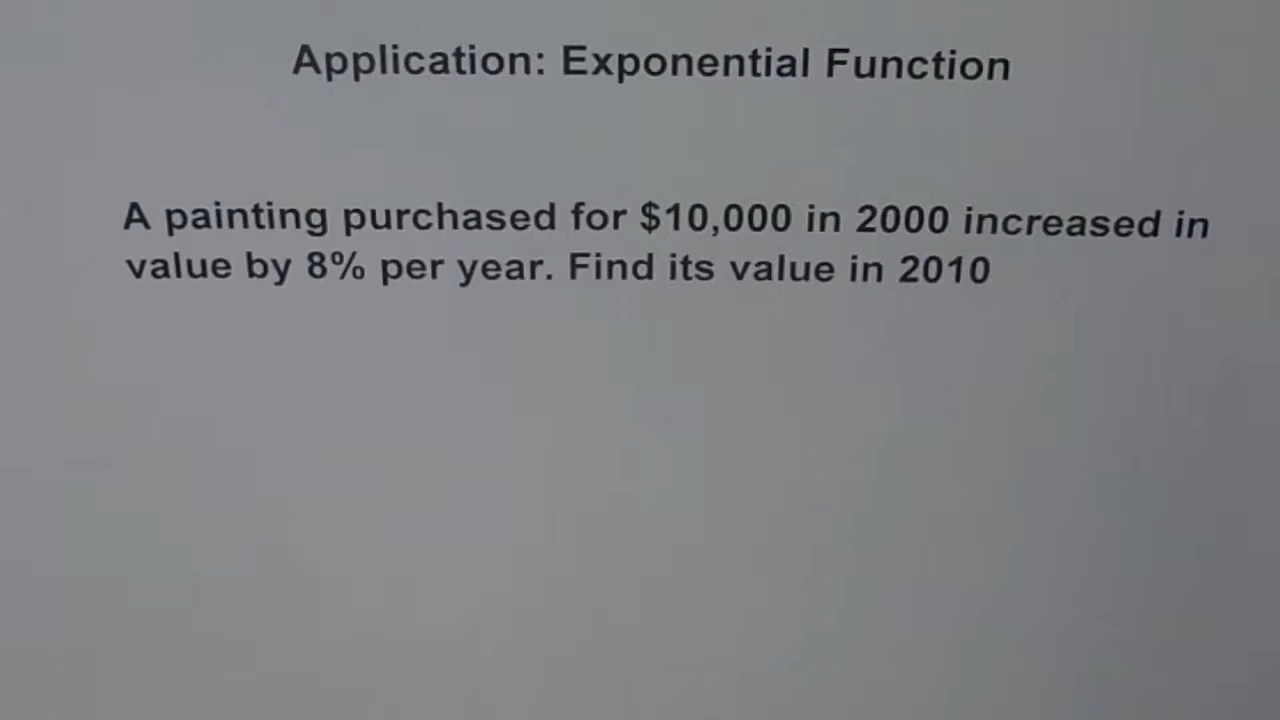 Application: Exponential Function
A painting purchased for $10,000 in 2000 increased in
value by 8% per year. Find its value in 2010